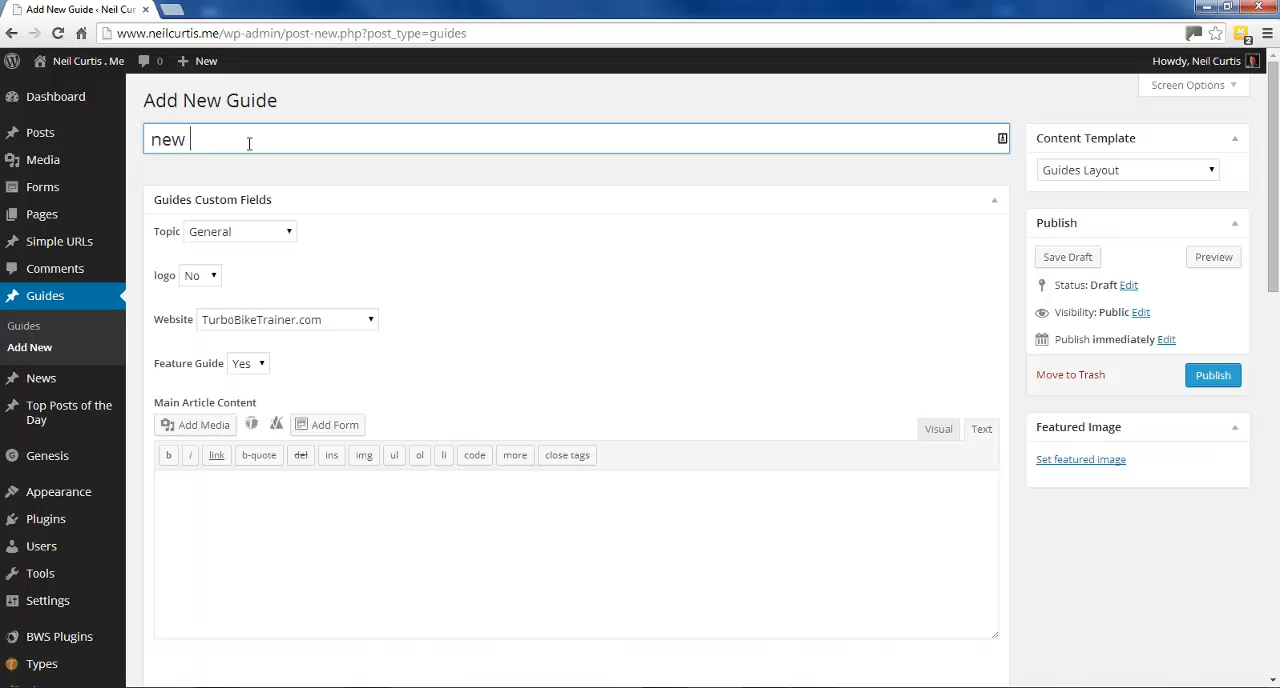 Add New Guide ‹ Neil Cur ×
www.neilcurtis.me/wp-admin/post-new.php?post_type=guides
2
Neil Curtis . Me 0 New Howdy, Neil Curtis
Screen Options
Dashboard
Posts
Media
Forms
Pages
Simple URLs
Comments
Guides
Guides
Add New
News
Top Posts of the
Day
Genesis
Appearance
Plugins
Users
Tools
Settings
BWS Plugins
Types
Add New Guide
new
Guides Custom Fields
Topic General
logo No
Website TurboBikeTrainer.com
Feature Guide Yes
Main Article Content
Add Media Add Form Visual Text
b i link b-quote del ins img ul ol li code more close tags
Content Template
Guides Layout
Publish
Save Draft Preview
Status: Draft Edit
Visibility: Public Edit
Publish immediately Edit
Move to Trash Publish
Featured Image
Set featured image